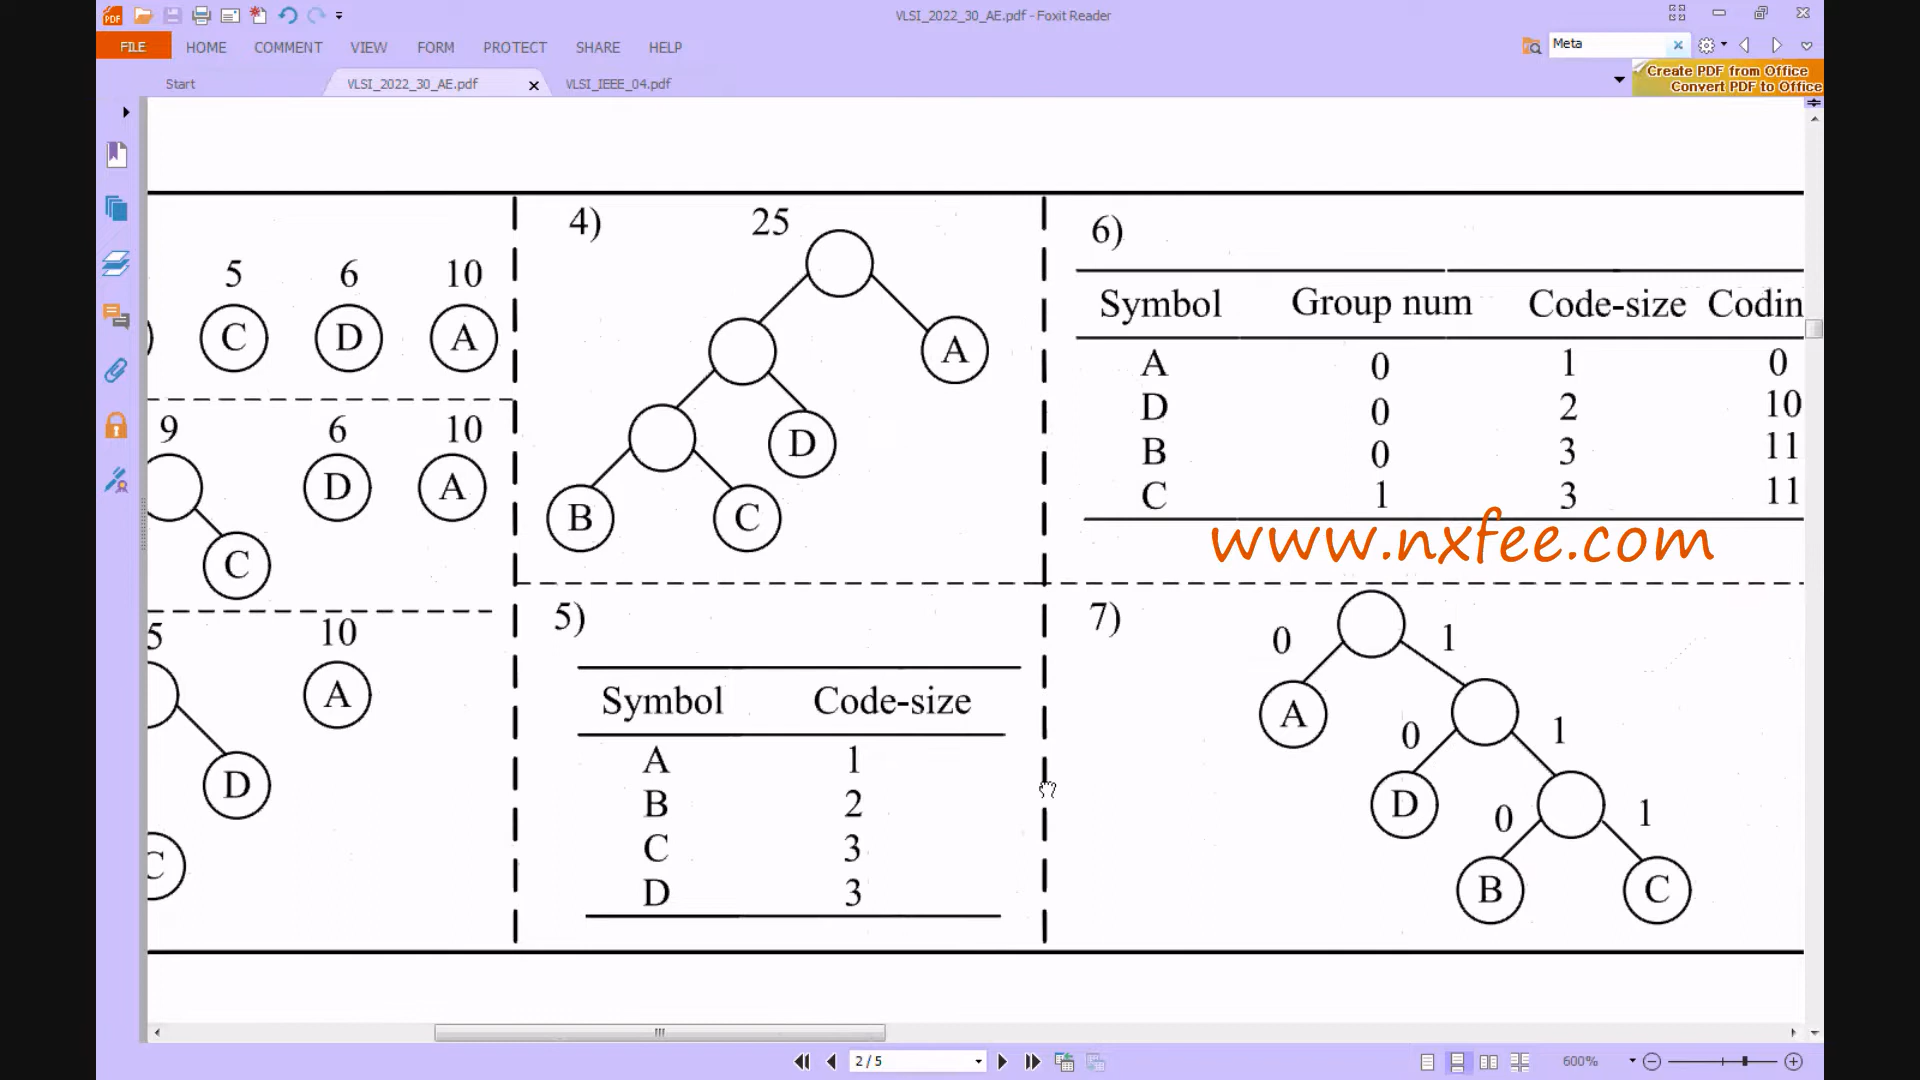 VLSI_2022_30_AE.pdf - Foxit Reader
FILE HOME COMMENT VIEW FORM PROTECT SHARE HELP
Meta
Start VLSI_2022_30_AE.pdf VLSI_IEEE_04.pdf
Create PDF from Office
Convert PDF to Office
5 6 10
C D A
9 6 10
D A
C
5 10
A
D
C
4) 25
A
D
B C
5)
Symbol Code-size
A 1
B 2
C 3
D 3
6)
Symbol Group num Code-size Codin
A 0 1 0
D 0 2 10
B 0 3 11
C 1 3 11
www.nxfee.com
7)
0 1
A
0 1
D
0 1
B C
2 / 5
600%